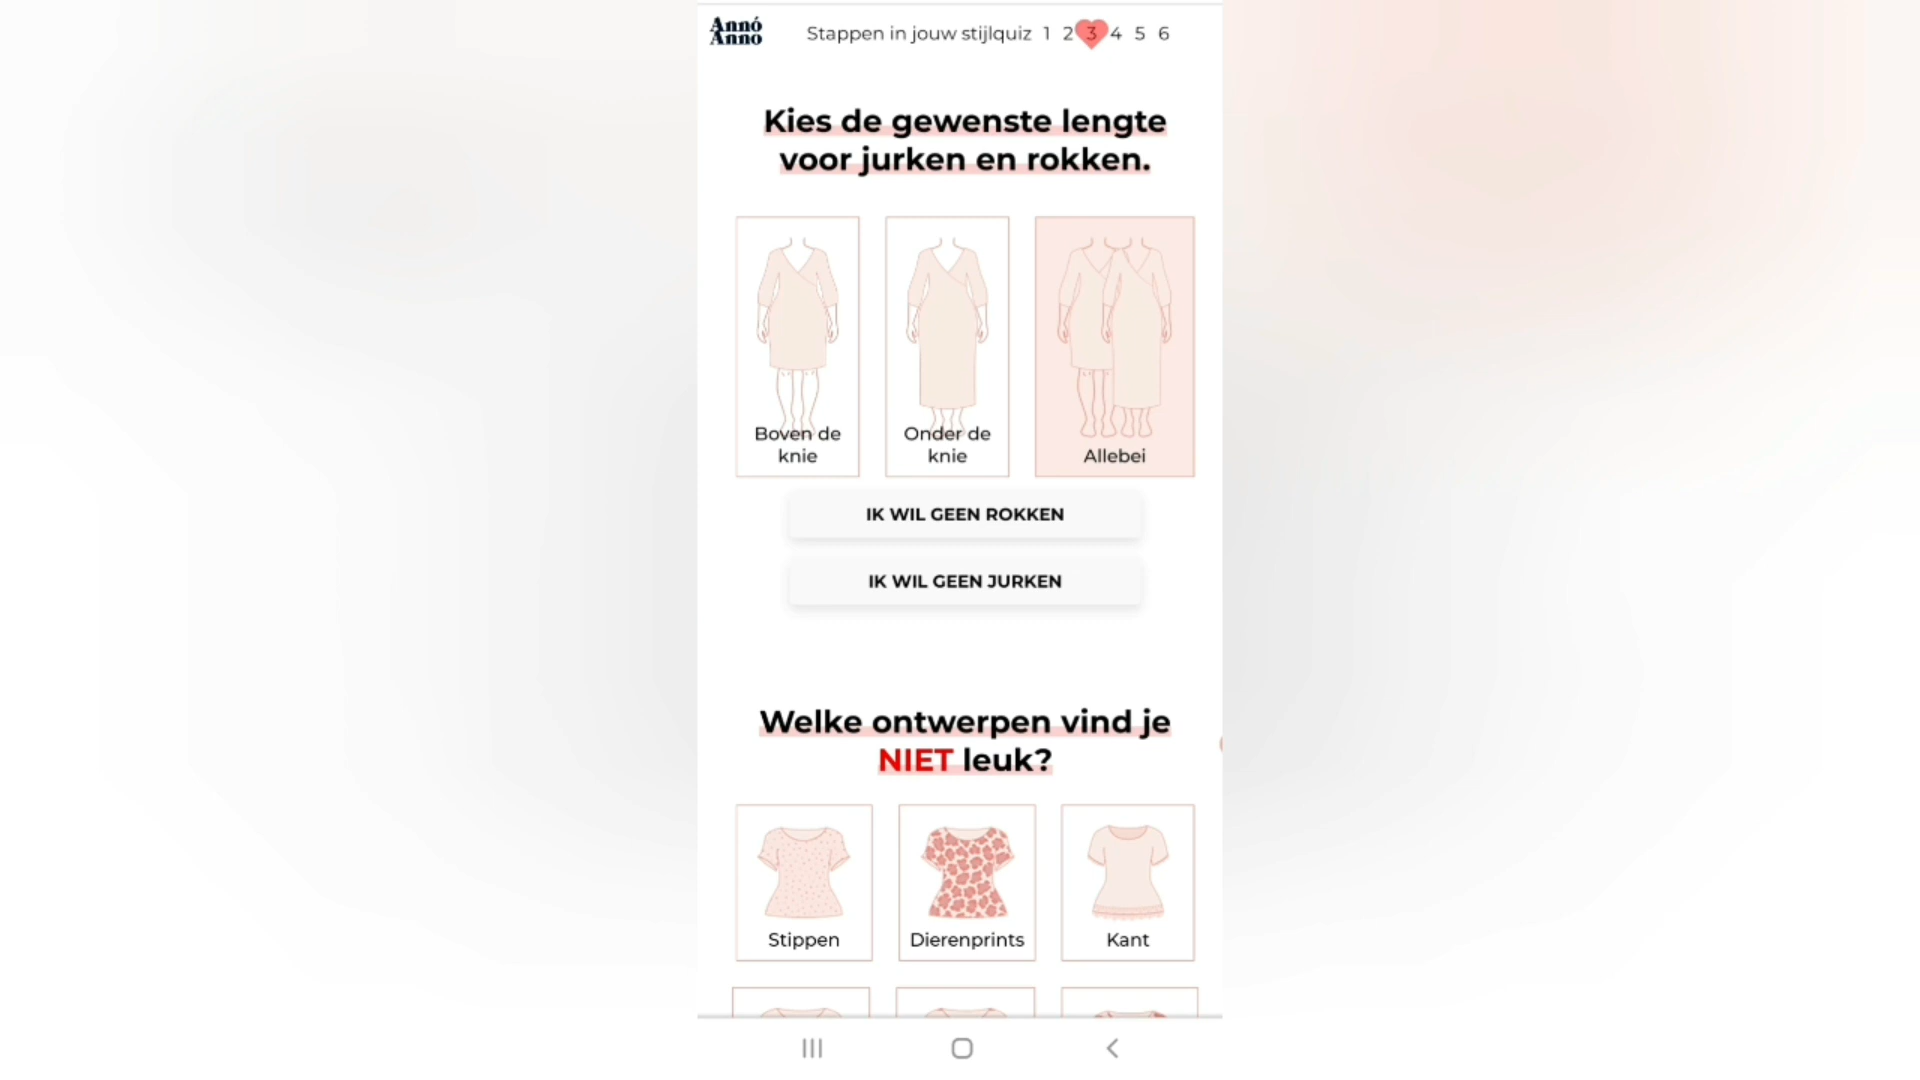 Annó
Anno
Stappen in jouw stijlquiz 1 2 3 4 5 6
Kies de gewenste lengte
voor jurken en rokken.
Boven de
knie
Onder de
knie
Allebei
IK WIL GEEN ROKKEN
IK WIL GEEN JURKEN
Welke ontwerpen vind je
NIET leuk?
Stippen
Dierenprints
Kant